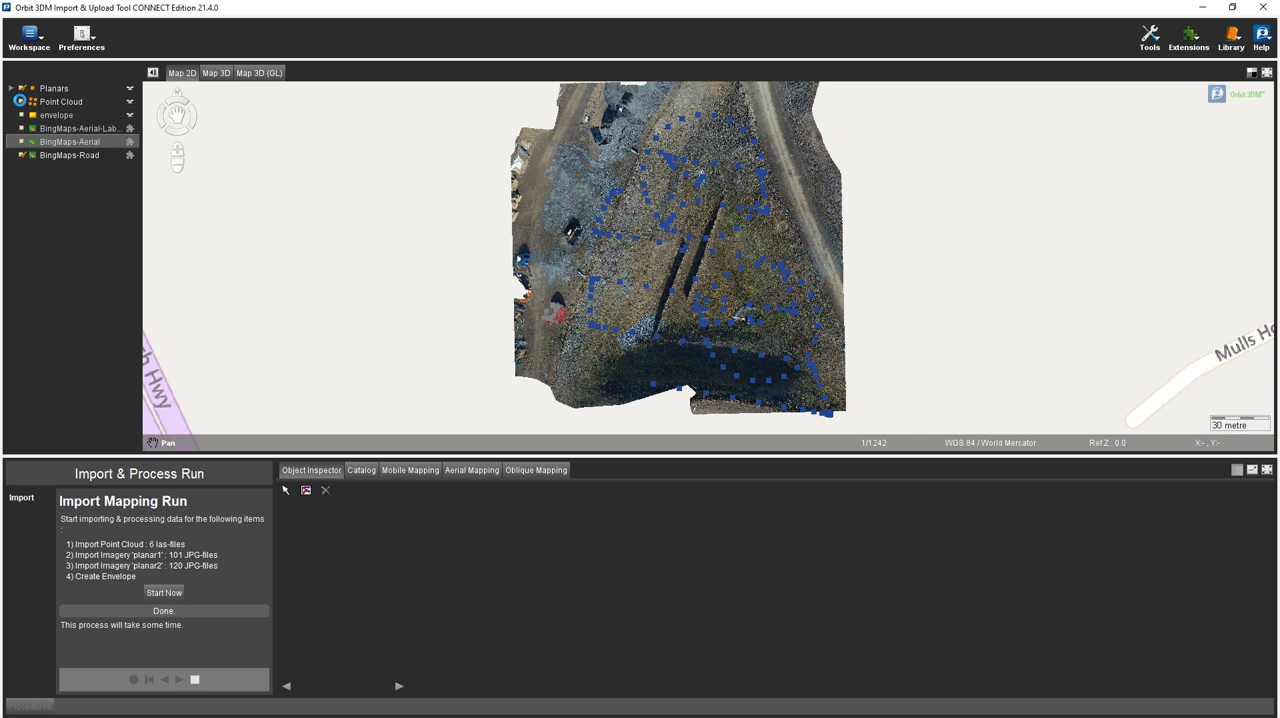 Orbit 3DM Import & Upload Tool CONNECT Edition 21.4.0
Workspace
Preferences
Tools
Extensions
Library
Help
Map 2D
Map 3D
Map 3D (GL)
Planars
Point Cloud
envelope
BingMaps-Aerial-Lab...
BingMaps-Aerial
BingMaps-Road
N
Orbit 3DM™
Mulls Ho
ch Hwy
30 metre
Pan
1/1242
WGS 84 / World Mercator
Ref Z : 0.0
X:- , Y:-
Import & Process Run
Import
Import Mapping Run
Start importing & processing data for the following items
:
1) Import Point Cloud : 6 las-files
2) Import Imagery 'planar1' : 101 JPG-files
3) Import Imagery 'planar2' : 120 JPG-files
4) Create Envelope
Start Now
Done.
This process will take some time.
Object Inspector
Catalog
Mobile Mapping
Aerial Mapping
Oblique Mapping
Procedures